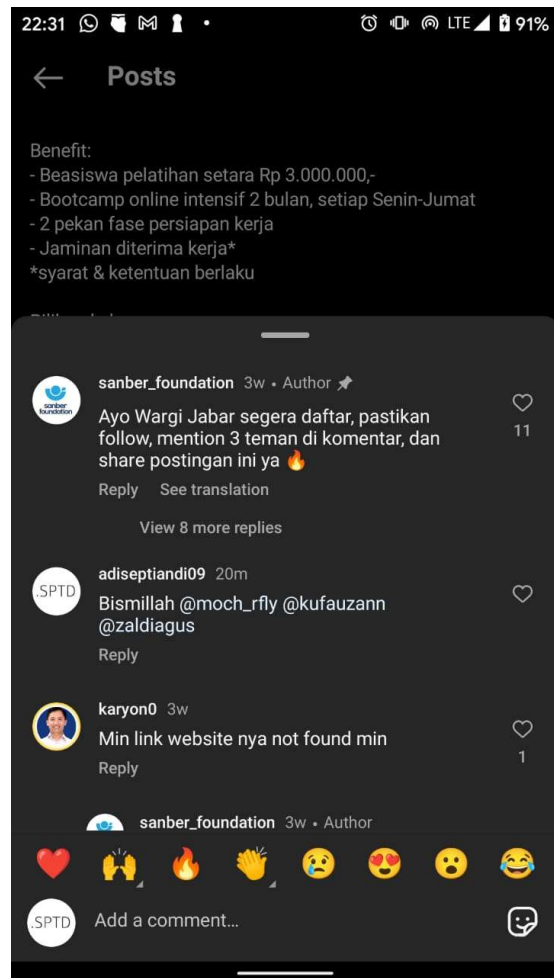 22:31 LTE 91%
Posts
Benefit:
- Beasiswa pelatihan setara Rp 3.000.000,-
- Bootcamp online intensif 2 bulan, setiap Senin-Jumat
- 2 pekan fase persiapan kerja
- Jaminan diterima kerja*
*syarat & ketentuan berlaku
sanber_foundation 3w • Author
Ayo Wargi Jabar segera daftar, pastikan
follow, mention 3 teman di komentar, dan
share postingan ini ya 🔥
11
Reply See translation
View 8 more replies
.SPTD
adiseptiandi09 20m
Bismillah @moch_rfly @kufauzann
@zaldiagus
Reply
karyon0 3w
Min link website nya not found min
1
Reply
sanber_foundation 3w • Author
.SPTD
Add a comment...